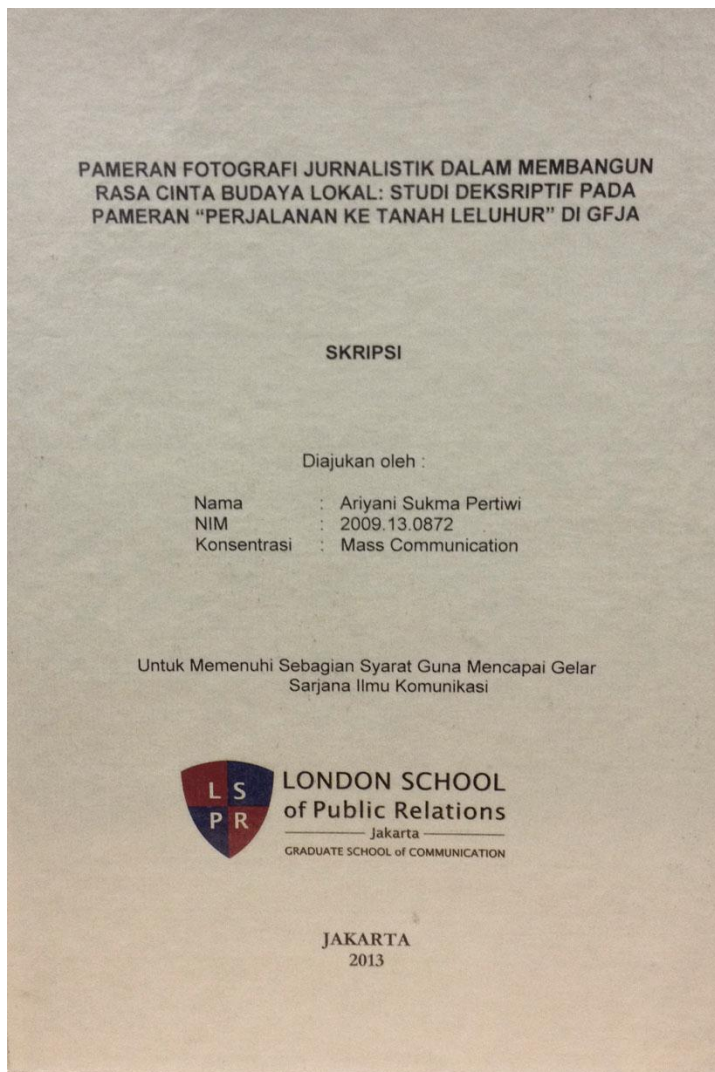 PAMERAN FOTOGRAFI JURNALISTIK DALAM MEMBANGUN
RASA CINTA BUDAYA LOKAL: STUDI DEKSRIPTIF PADA
PAMERAN “PERJALANAN KE TANAH LELUHUR” DI GFJA
SKRIPSI
Diajukan oleh :
Nama : Ariyani Sukma Pertiwi
NIM : 2009.13.0872
Konsentrasi : Mass Communication
Untuk Memenuhi Sebagian Syarat Guna Mencapai Gelar
Sarjana Ilmu Komunikasi
L S
P R
LONDON SCHOOL
of Public Relations
Jakarta
GRADUATE SCHOOL of COMMUNICATION
JAKARTA
2013